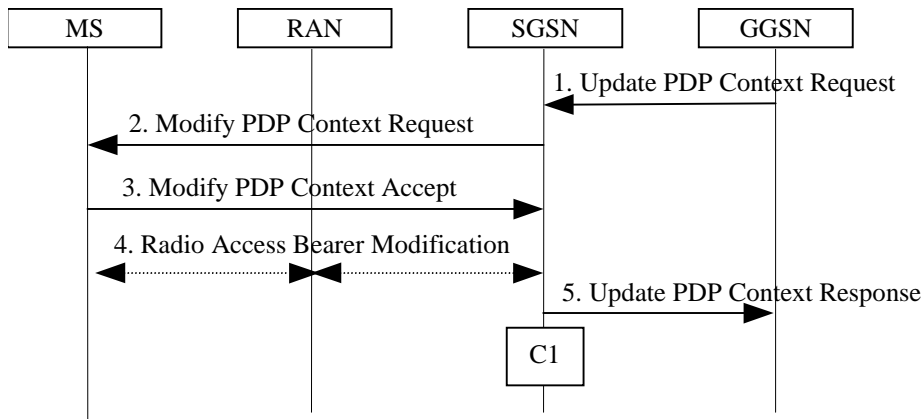 MS RAN SGSN GGSN
1. Update PDP Context Request
2. Modify PDP Context Request
3. Modify PDP Context Accept
4. Radio Access Bearer Modification
5. Update PDP Context Response
C1